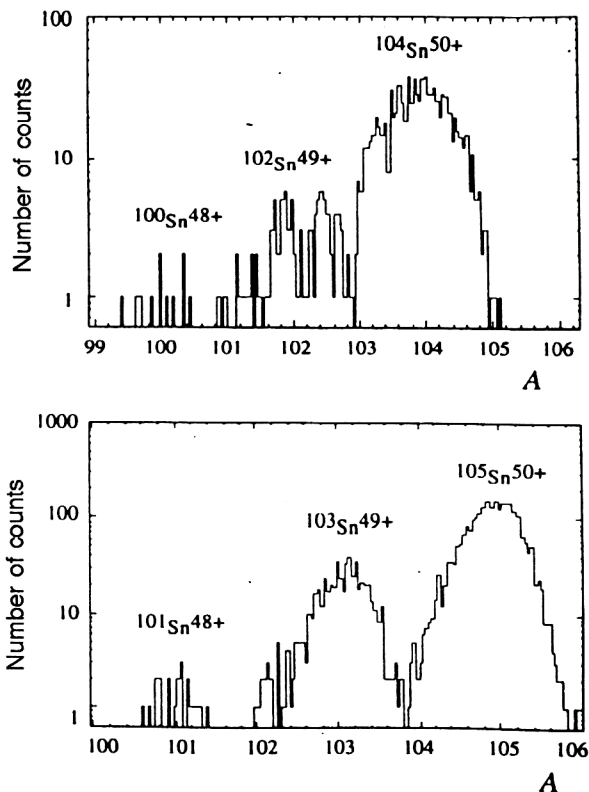 100
10
1
Number of counts
104Sn50+
102Sn49+
100Sn48+
99 100 101 102 103 104 105 106
A
1000
100
10
1
Number of counts
105Sn50+
103Sn49+
101Sn48+
100 101 102 103 104 105 106
A